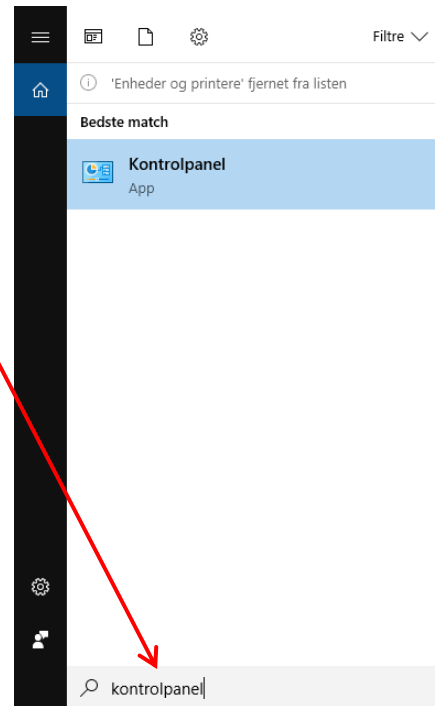 Filtre
'Enheder og printere' fjernet fra listen
Bedste match
Kontrolpanel
App
kontrolpanel